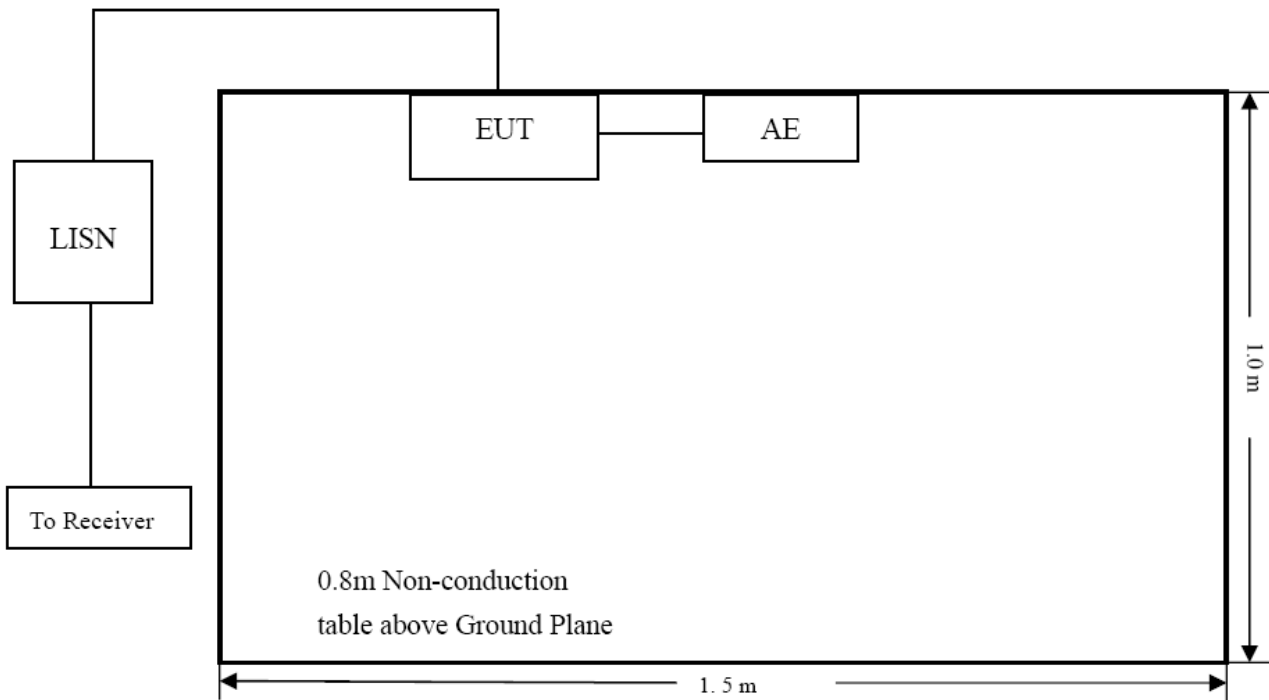 EUT
AE
LISN
1.0 m
To Receiver
0.8m Non-conduction
table above Ground Plane
1. 5 m